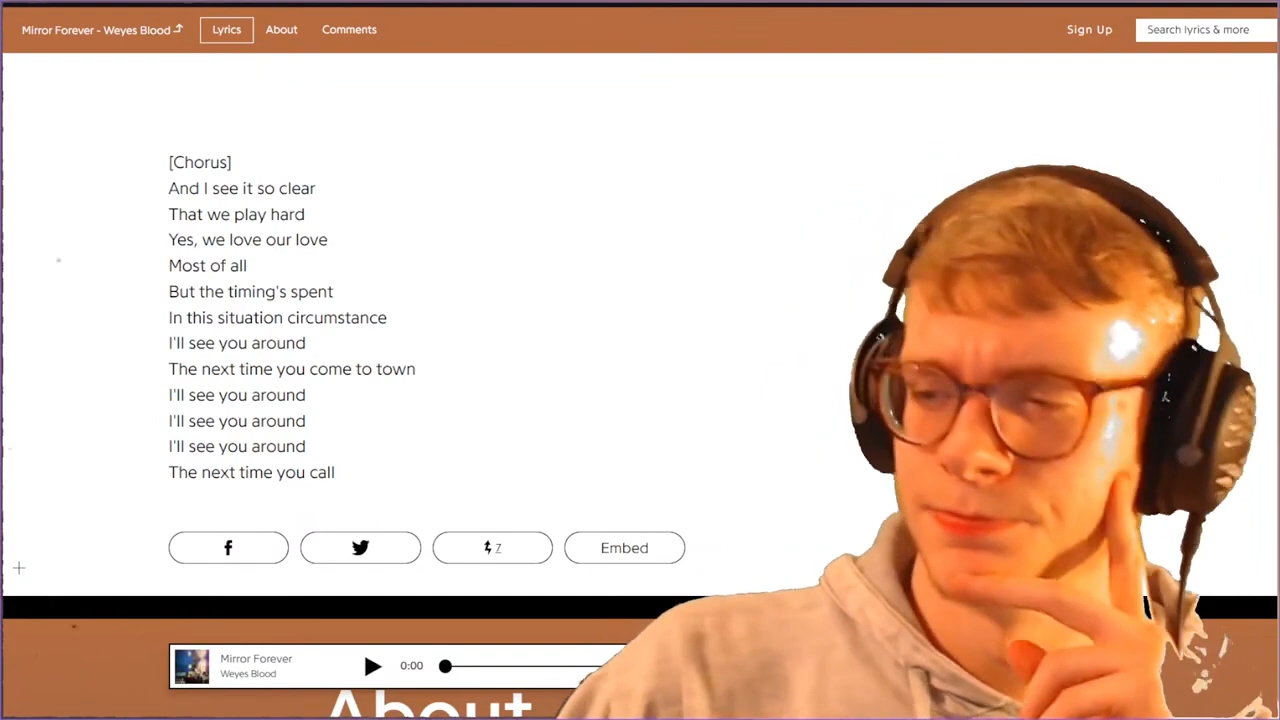 Mirror Forever - Weyes Blood
Lyrics
About
Comments
Sign Up
Search lyrics & more
[Chorus]
And I see it so clear
That we play hard
Yes, we love our love
Most of all
But the timing's spent
In this situation circumstance
I'll see you around
The next time you come to town
I'll see you around
I'll see you around
I'll see you around
The next time you call
7
Embed
Mirror Forever
Weyes Blood
0:00
About